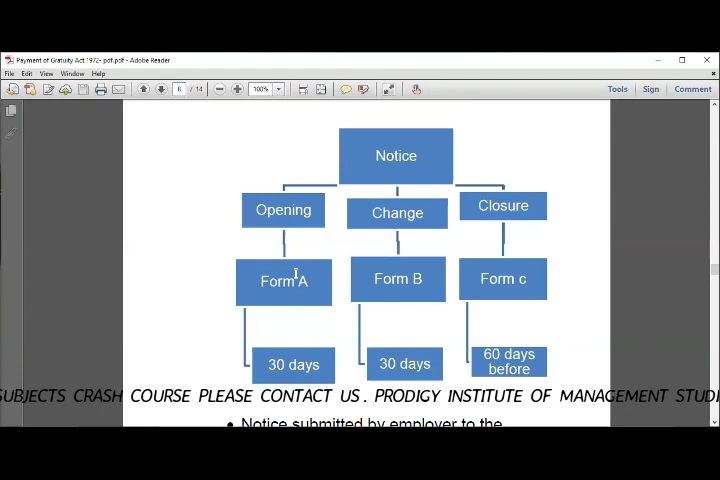 Payment of Gratuity Act 1972- pdf.pdf - Adobe Reader
File Edit View Window Help
6 / 14 100% Tools Sign Comment
Notice
Opening Change Closure
Form A Form B Form c
30 days 30 days 60 days
before
SUBJECTS CRASH COURSE PLEASE CONTACT US . PRODIGY INSTITUTE OF MANAGEMENT STUDI
• Notice submitted by employer to the